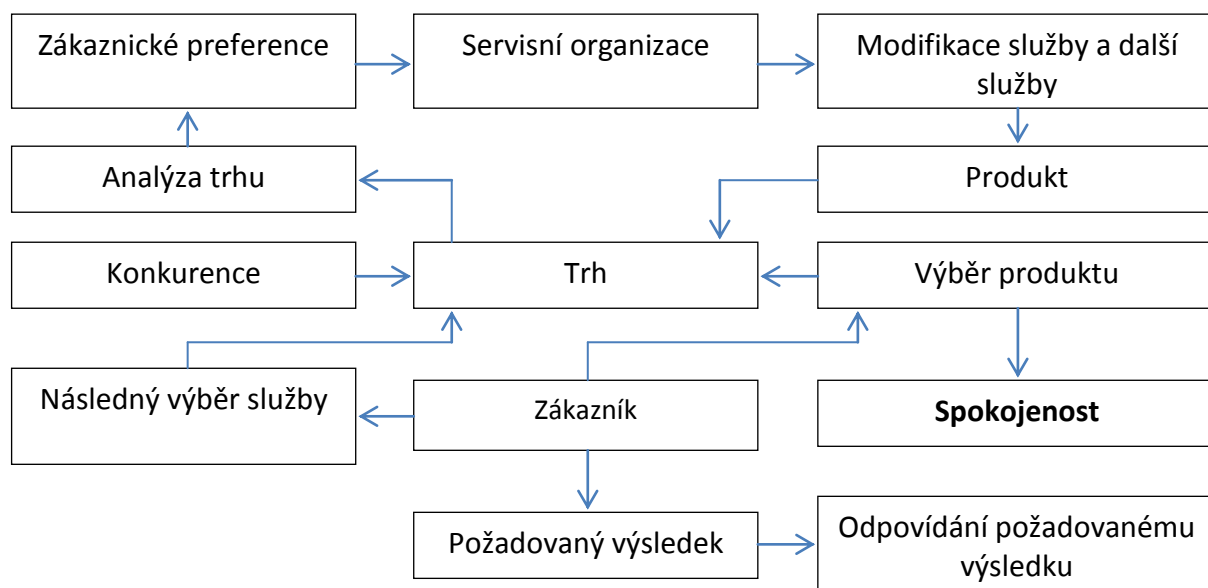 Zákaznické preference
Servisní organizace
Modifikace služby a další
služby
Analýza trhu
Produkt
Konkurence
Trh
Výběr produktu
Následný výběr služby
Zákazník
Spokojenost
Požadovaný výsledek
Odpovídání požadovanému
výsledku